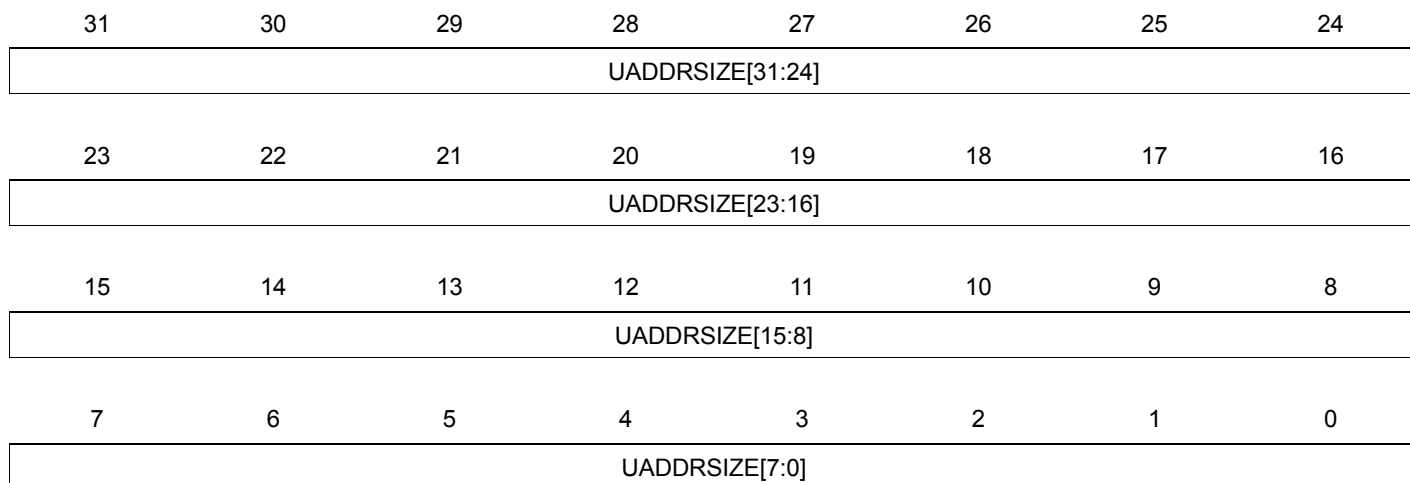 31 30 29 28 27 26 25 24
UADDRSIZE[31:24]
23 22 21 20 19 18 17 16
UADDRSIZE[23:16]
15 14 13 12 11 10 9 8
UADDRSIZE[15:8]
7 6 5 4 3 2 1 0
UADDRSIZE[7:0]